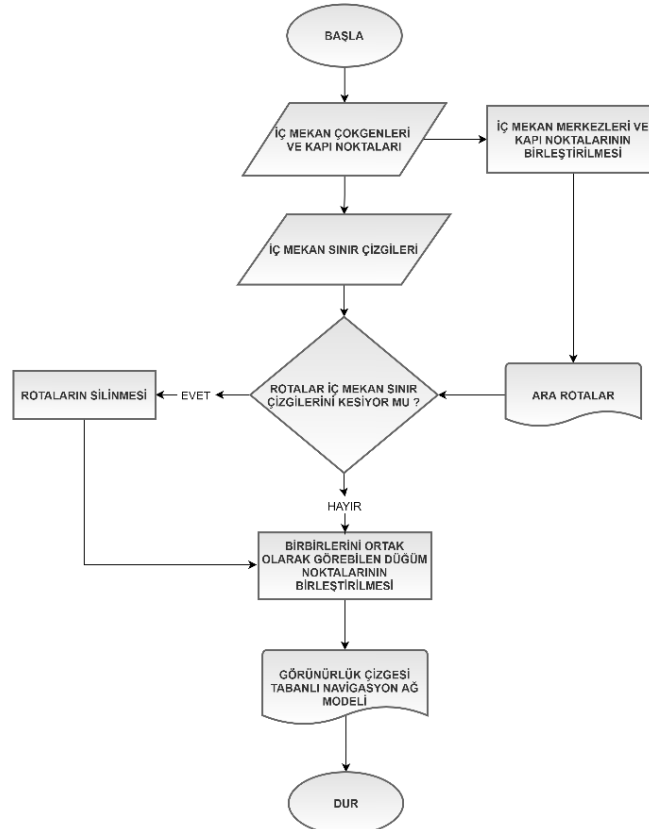 BAŞLA
İÇ MEKAN ÇOKGENLERİ
VE KAPI NOKTALARI
İÇ MEKAN MERKEZLERİ VE
KAPI NOKTALARININ
BİRLEŞTİRİLMESİ
İÇ MEKAN SINIR ÇİZGİLERİ
ROTALAR İÇ MEKAN SINIR
ÇİZGİLERİNİ KESİYOR MU ?
ARA ROTALAR
EVET
ROTALARIN SİLİNMESİ
HAYIR
BİRBİRLERİNİ ORTAK
OLARAK GÖREBİLEN DÜĞÜM
NOKTALARININ
BİRLEŞTİRİLMESİ
GÖRÜNÜRLÜK ÇİZGESİ
TABANLI NAVİGASYON AĞ
MODELİ
DUR